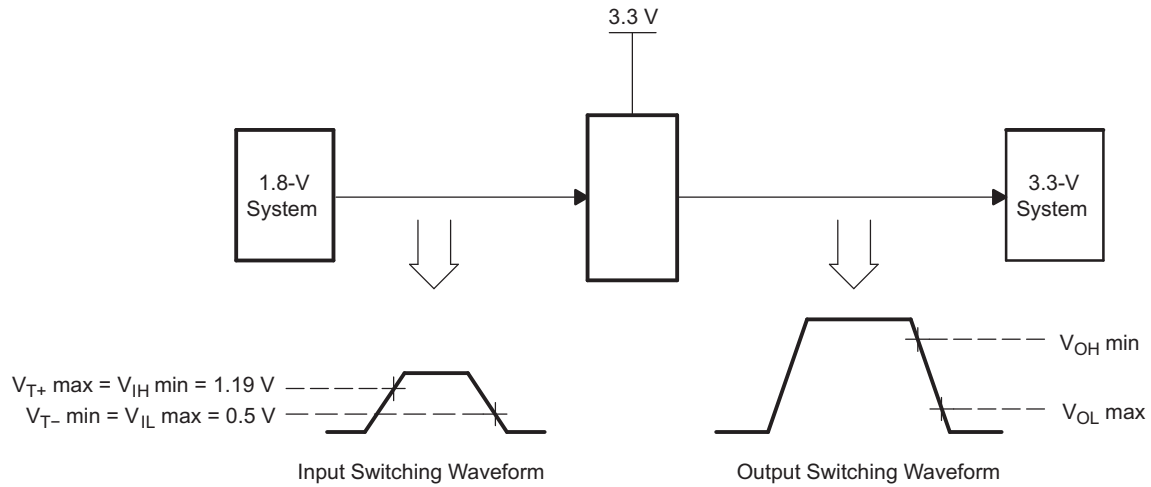 3.3 V
1.8-V
System
3.3-V
System
V_OH min
V_T+ max = V_IH min = 1.19 V
V_T− min = V_IL max = 0.5 V
V_OL max
Input Switching Waveform
Output Switching Waveform